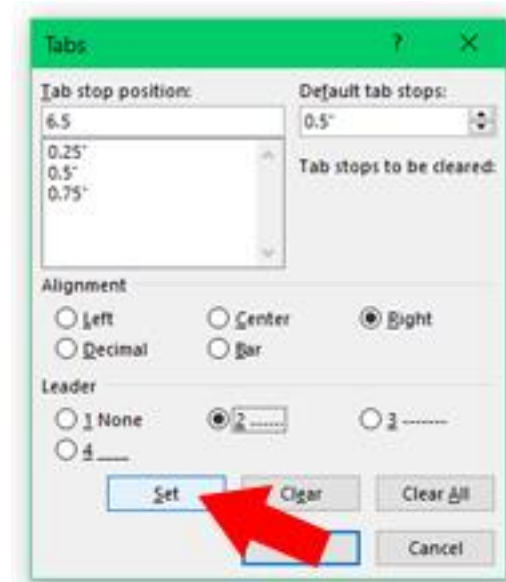 Tabs ? ×
Tab stop position: Default tab stops:
6.5 0.5"
0.25"
0.5"
0.75"
Tab stops to be cleared:
Alignment
Left Center Right
Decimal Bar
Leader
1 None 2 ...... 3 -------
4 ____
Set Clear Clear All
Cancel